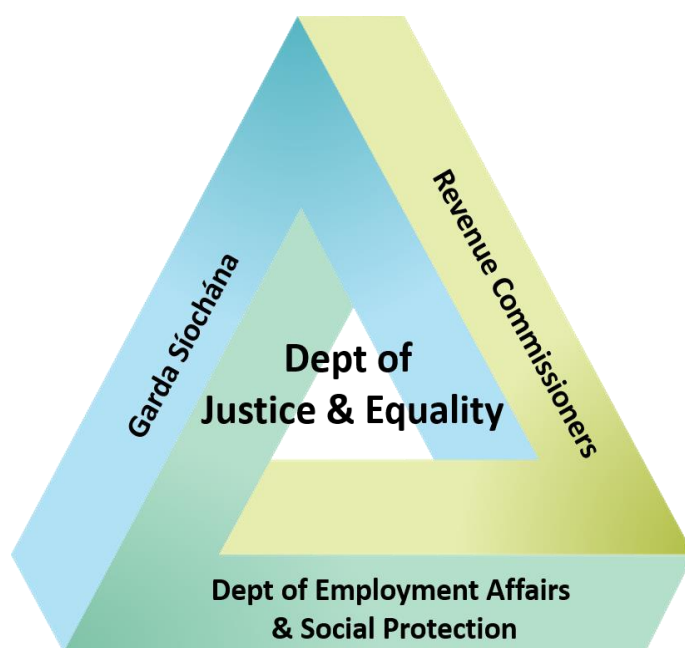 Garda Síochána
Revenue Commissioners
Dept of
Justice & Equality
Dept of Employment Affairs
& Social Protection